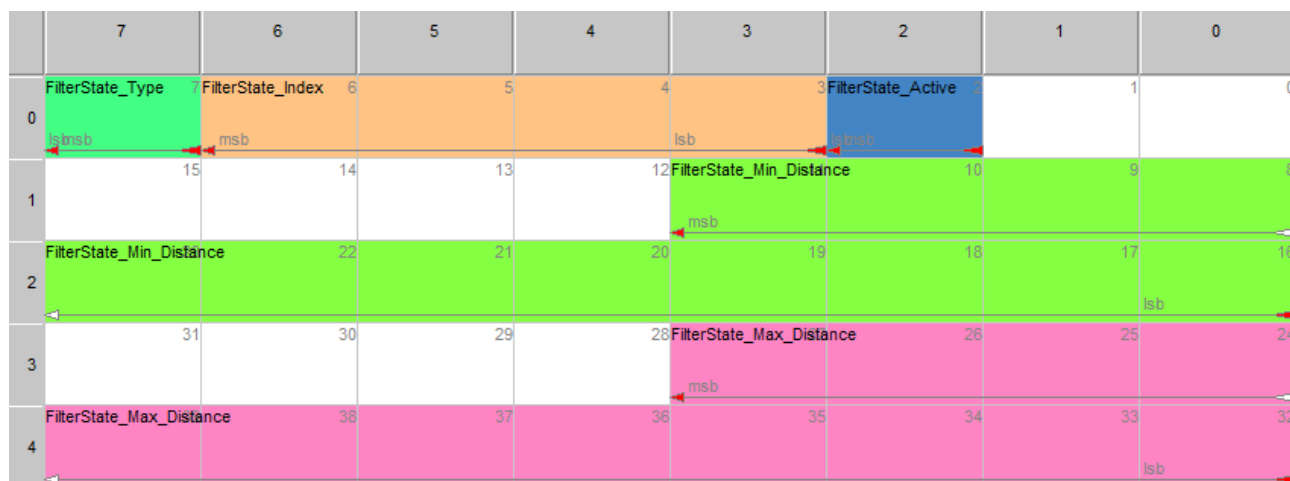 7 6 5 4 3 2 1 0
FilterState_Type 7 FilterState_Index 6 5 4 3 FilterState_Active 2 1 0
0
lsb msb msb lsb lsb msb
15 14 13 12 FilterState_Min_Distance 11 10 9 8
1
msb
FilterState_Min_Distance 22 21 20 19 18 17 16
2
lsb
31 30 29 28 FilterState_Max_Distance 26 25 24
3
msb
FilterState_Max_Distance 38 37 36 35 34 33 32
4
lsb